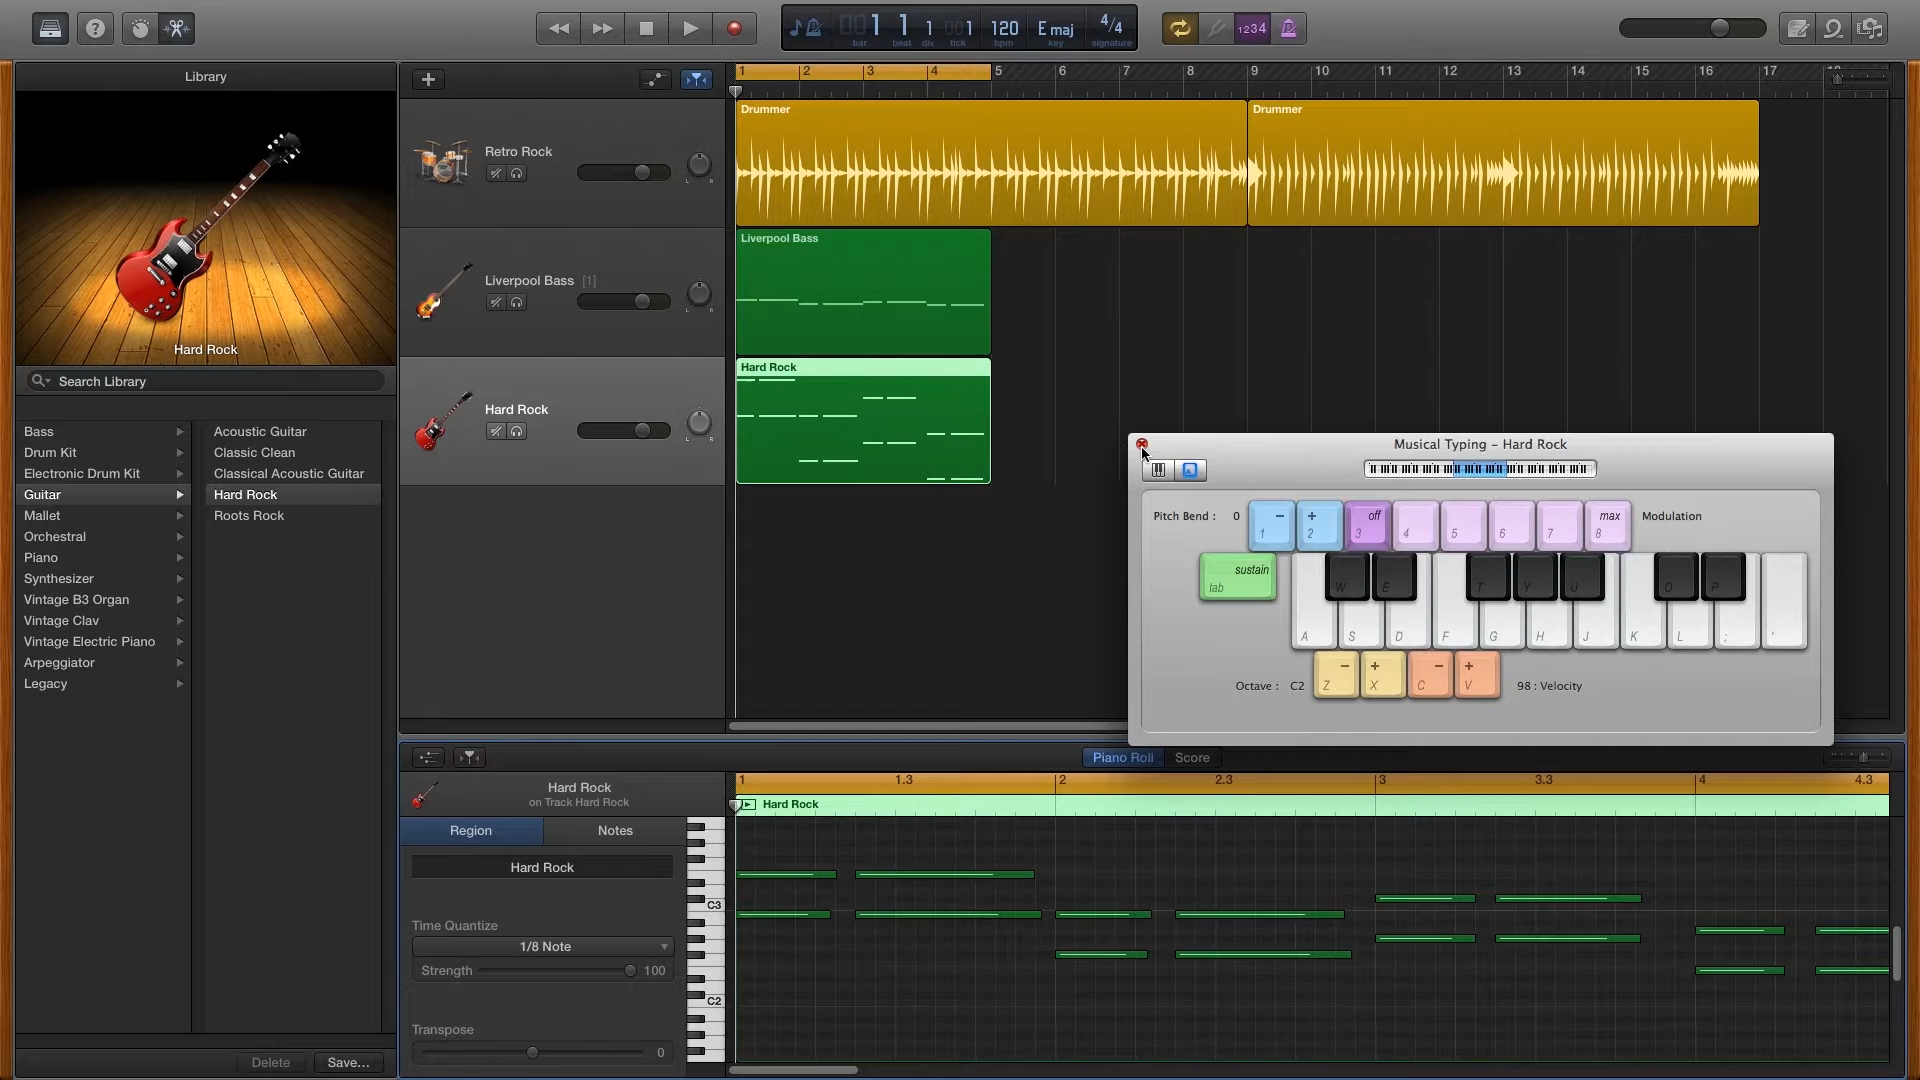 1 1 1 1 120 E maj 4/4
bar beat div tick bpm key signature
1234
Library
Hard Rock
Search Library
Bass
Drum Kit
Electronic Drum Kit
Guitar
Mallet
Orchestral
Piano
Synthesizer
Vintage B3 Organ
Vintage Clav
Vintage Electric Piano
Arpeggiator
Legacy
Acoustic Guitar
Classic Clean
Classical Acoustic Guitar
Hard Rock
Roots Rock
Delete Save...
1 2 3 4 5 6 7 8 9 10 11 12 13 14 15 16 17
Retro Rock
L R
Liverpool Bass [1]
L R
Hard Rock
L R
Drummer Drummer
Liverpool Bass
Hard Rock
Musical Typing – Hard Rock
Pitch Bend : 0 – + off max Modulation
1 2 3 4 5 6 7 8
sustain
tab W E T Y U O P
A S D F G H J K L ; '
– + – +
Octave : C2 Z X C V 98 : Velocity
Piano Roll Score
Hard Rock
on Track Hard Rock
Region Notes
Hard Rock
Time Quantize
1/8 Note
Strength 100
Transpose
0
1 1.3 2 2.3 3 3.3 4 4.3
Hard Rock
C3
C2